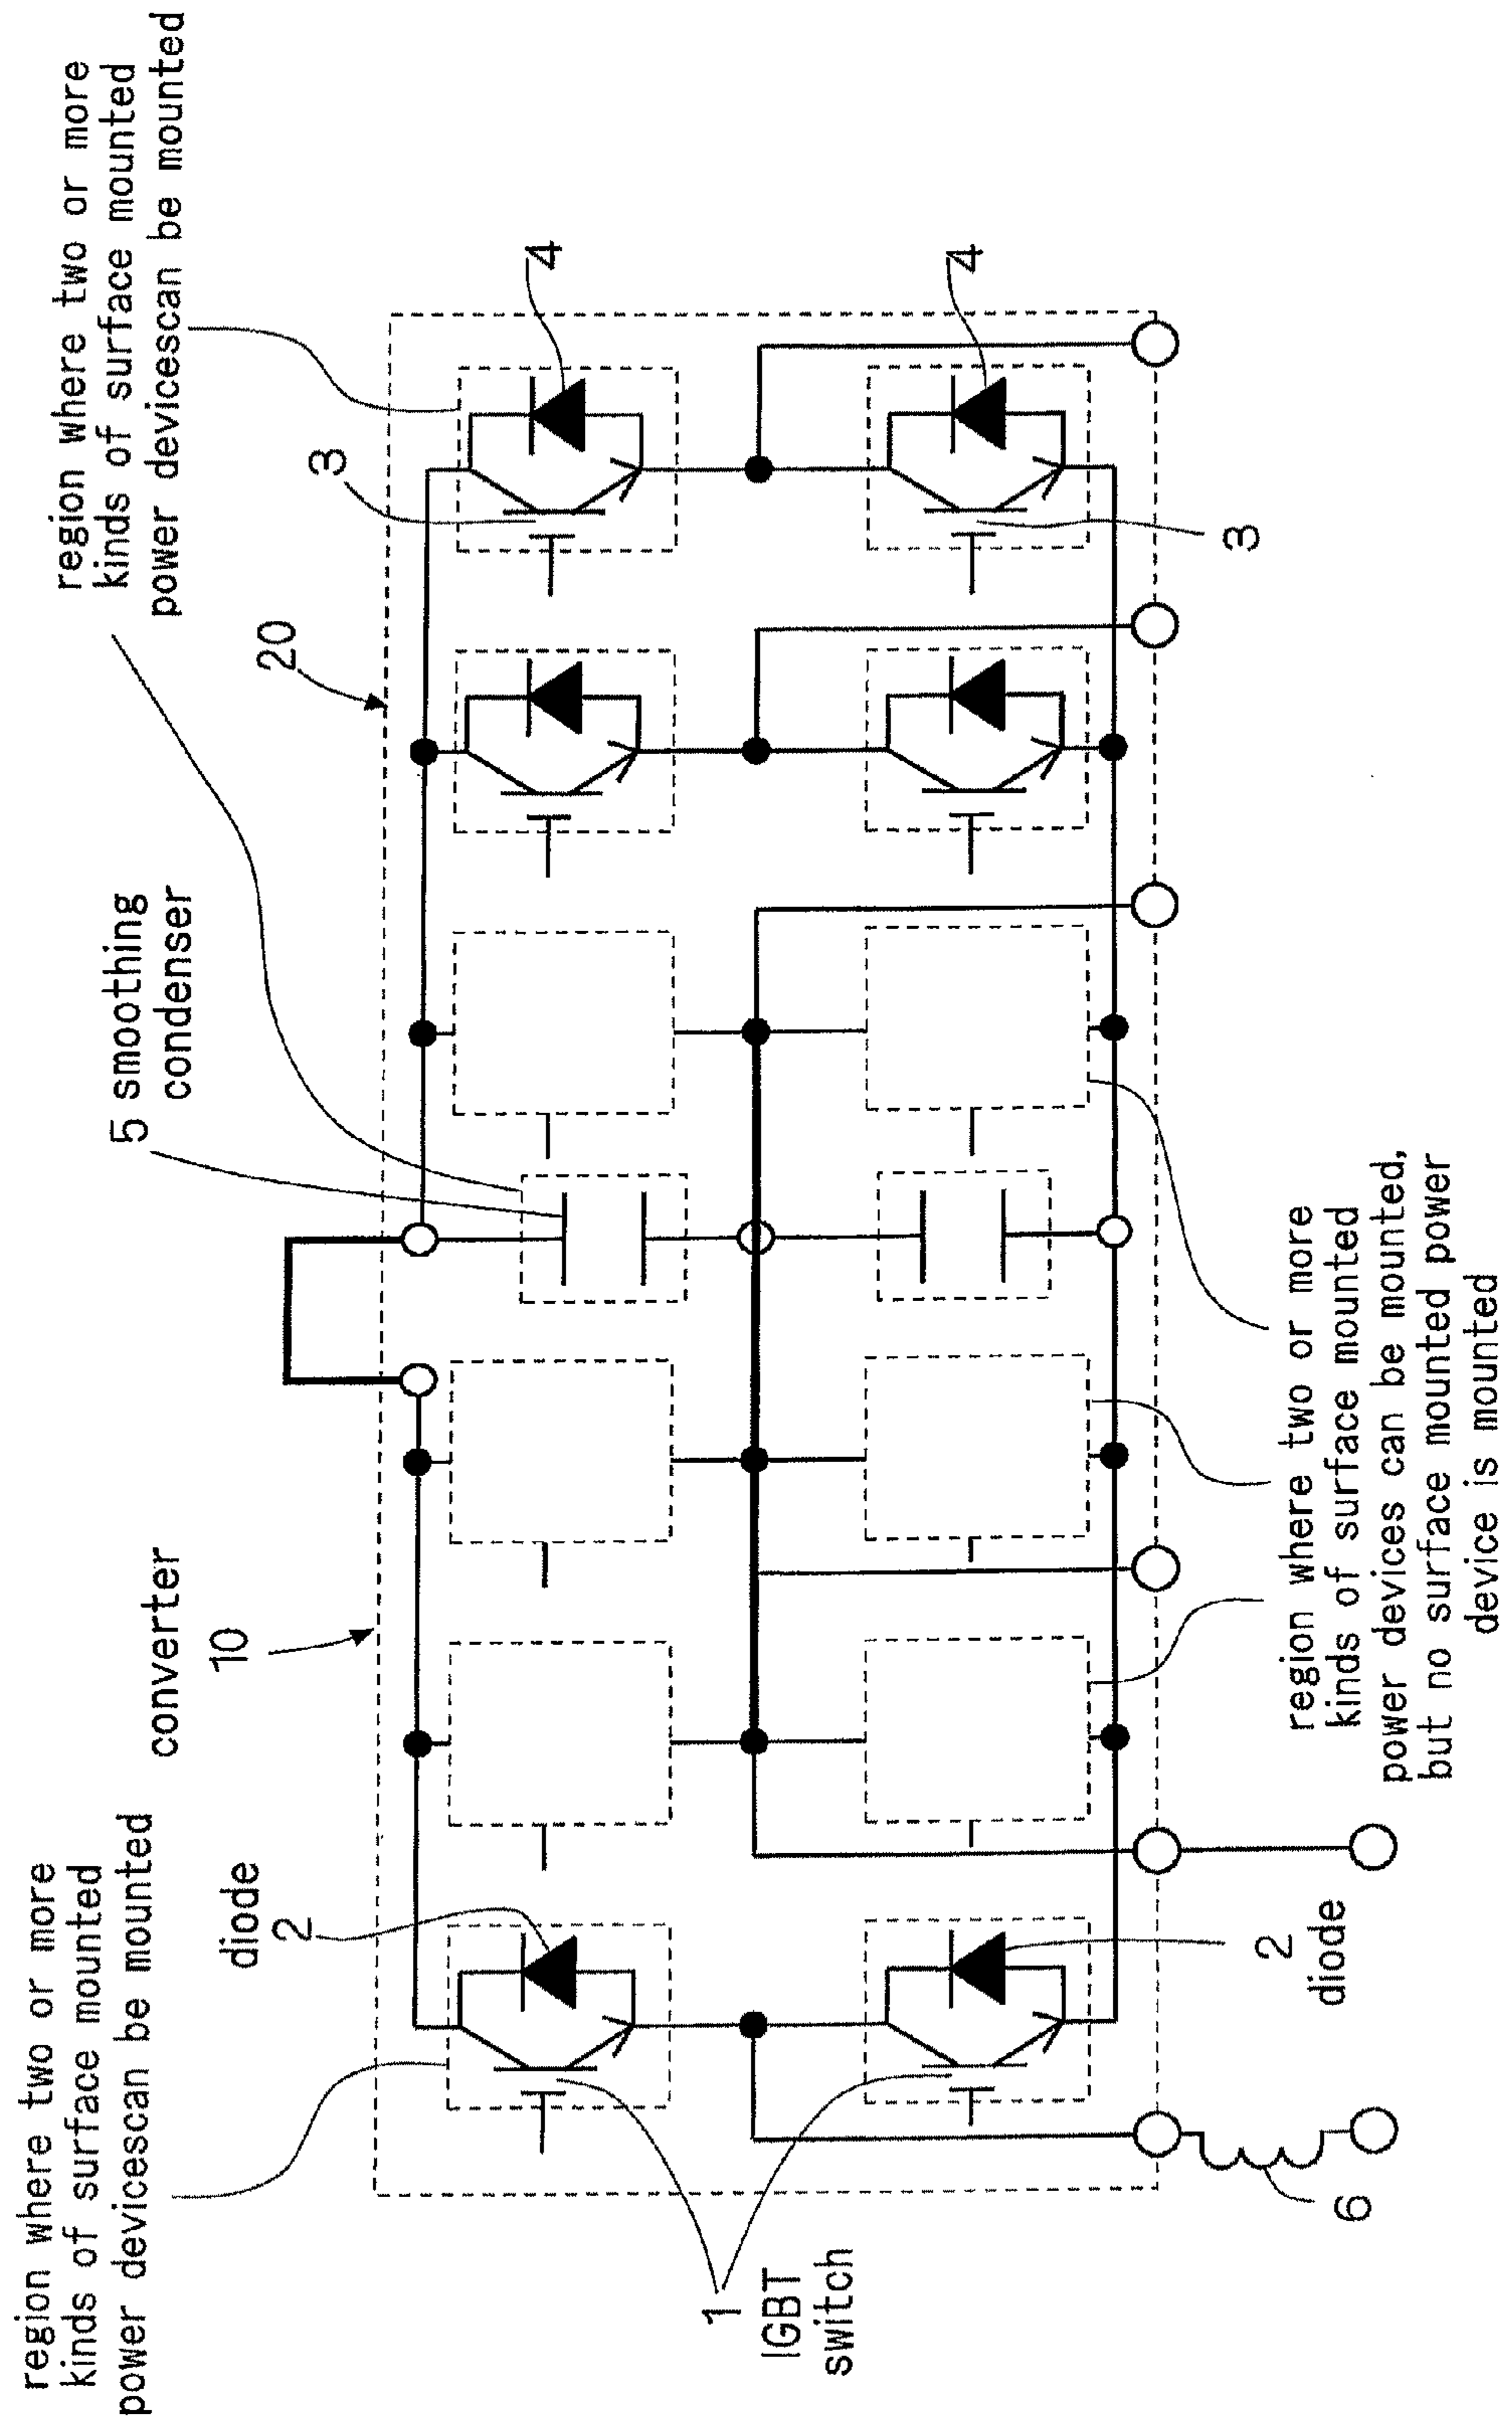 region where two or more
kinds of surface mounted
power devicescan be mounted
diode
2
converter
10
5 smoothing
condenser
20
region where two or more
kinds of surface mounted
power devicescan be mounted
3
4
4
3
1
IGBT
switch
6
2
diode
region where two or more
kinds of surface mounted
power devices can be mounted,
but no surface mounted power
device is mounted